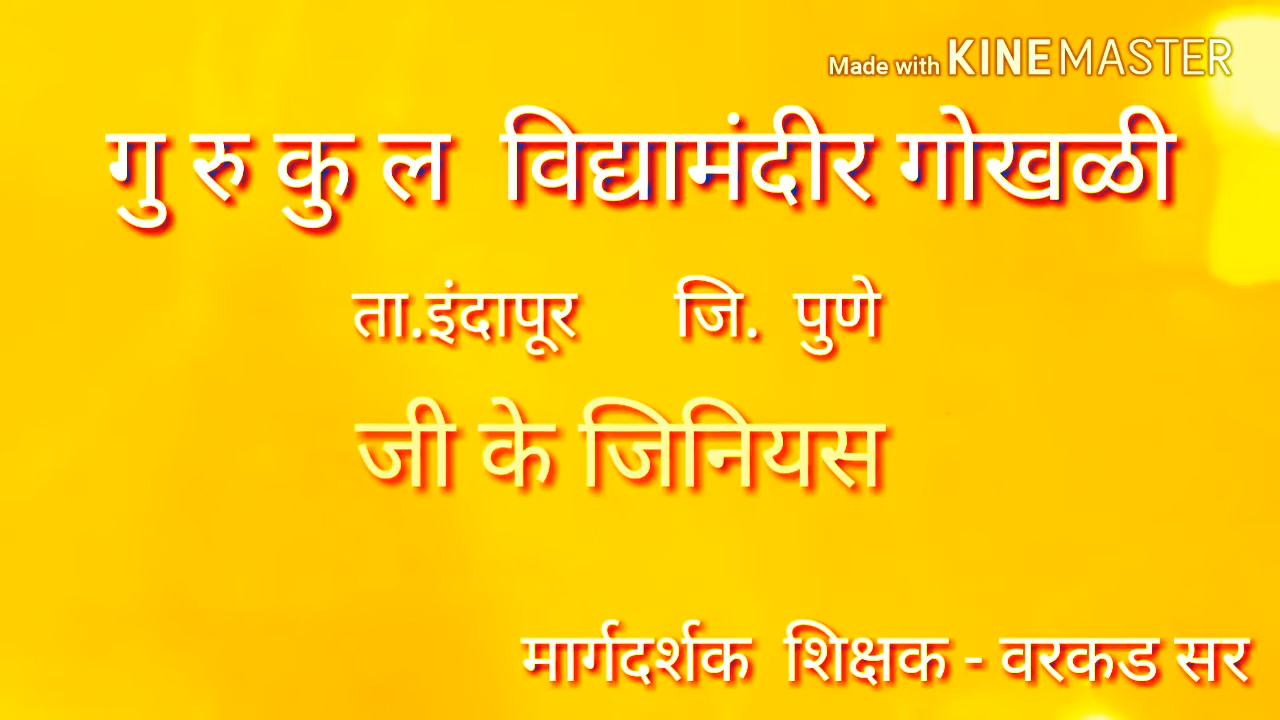 Made with KINEMASTER
गु रु कु ल विद्यामंदीर गोखळी
ता.इंदापूर जि. पुणे
जी के जिनियस
मार्गदर्शक शिक्षक - वरकड सर